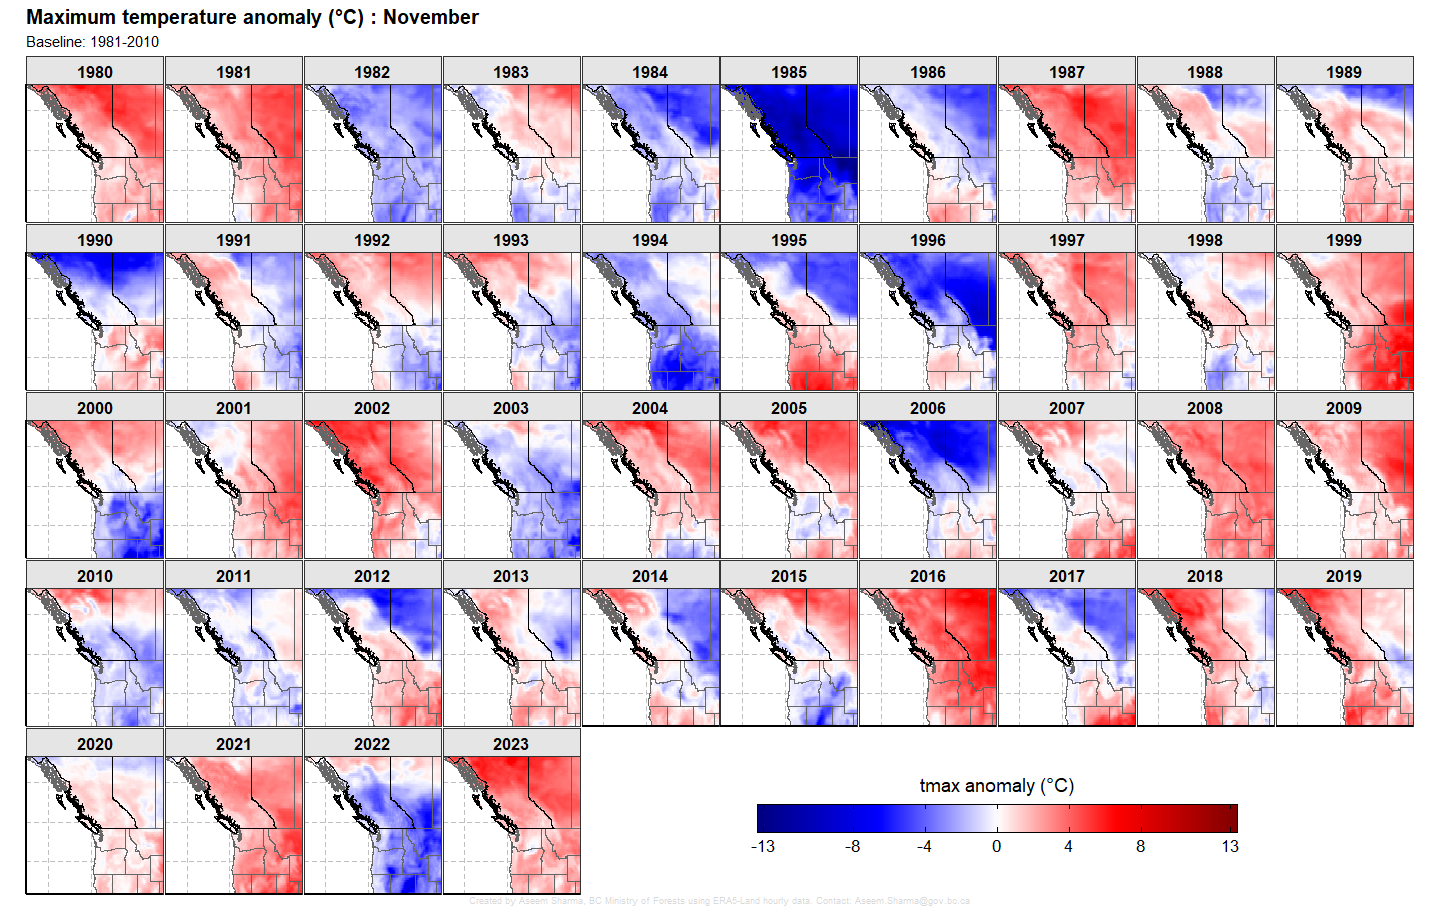 Maximum temperature anomaly (°C) : November
Baseline: 1981-2010
1980 1981 1982 1983 1984 1985 1986 1987 1988 1989
1990 1991 1992 1993 1994 1995 1996 1997 1998 1999
2000 2001 2002 2003 2004 2005 2006 2007 2008 2009
2010 2011 2012 2013 2014 2015 2016 2017 2018 2019
2020 2021 2022 2023
tmax anomaly (°C)
-13 -8 -4 0 4 8 13
Created by Aseem Sharma, BC Ministry of Forests using ERA5-Land hourly data. Contact: Aseem.Sharma@gov.bc.ca